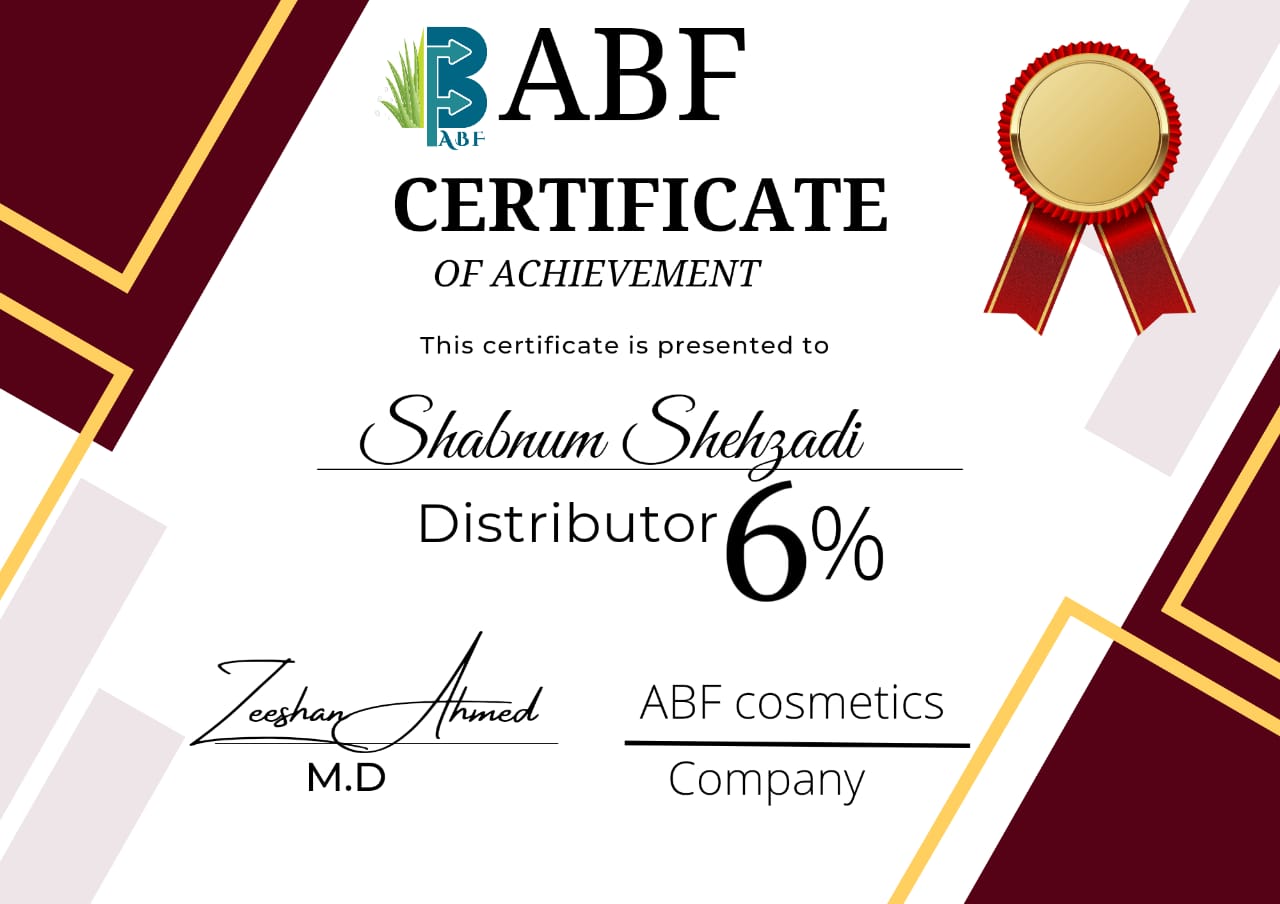 ABF
ABF
CERTIFICATE
OF ACHIEVEMENT
This certificate is presented to
Shabnum Shehzadi
Distributor 6%
Zeeshan Ahmed
M.D
ABF cosmetics
Company